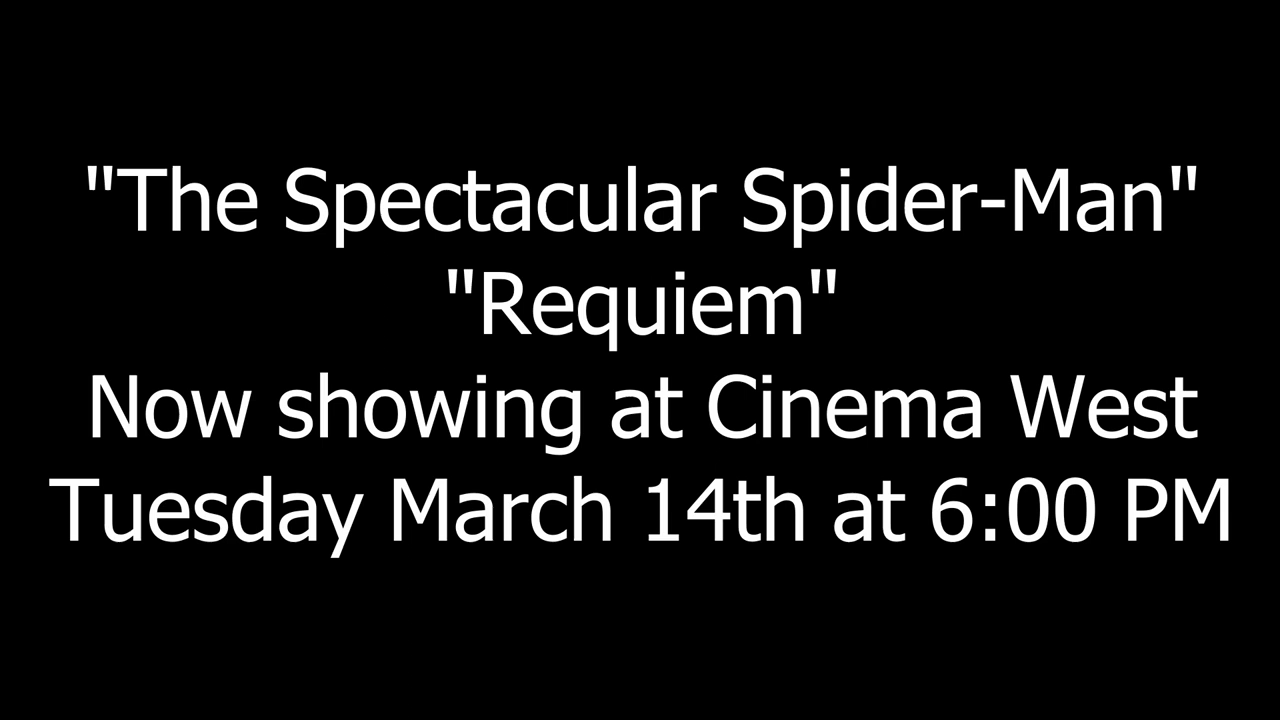 "The Spectacular Spider-Man"
"Requiem"
Now showing at Cinema West
Tuesday March 14th at 6:00 PM